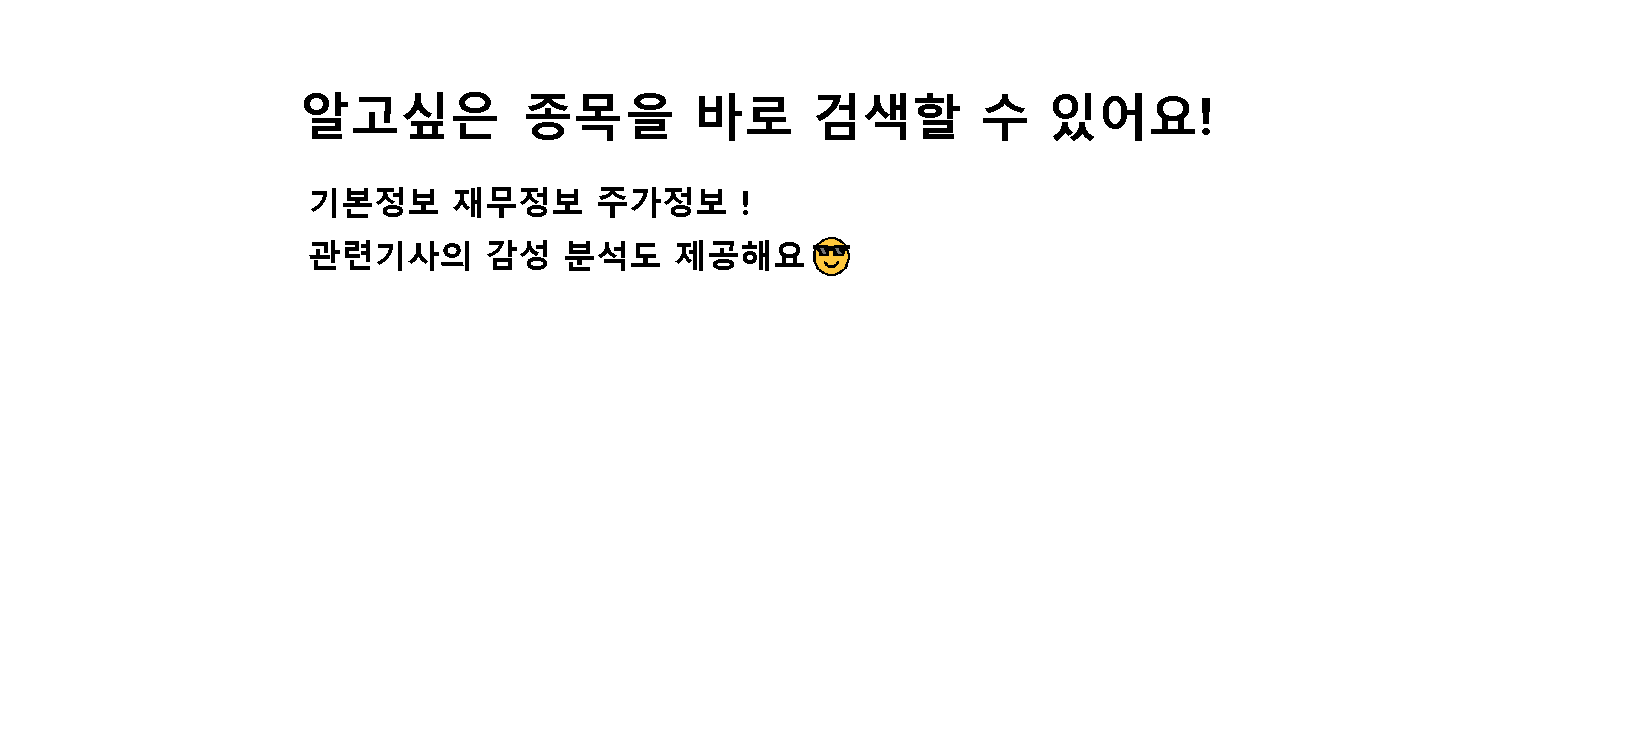 알고싶은 종목을 바로 검색할 수 있어요!
기본정보 재무정보 주가정보 !
관련기사의 감성 분석도 제공해요😎